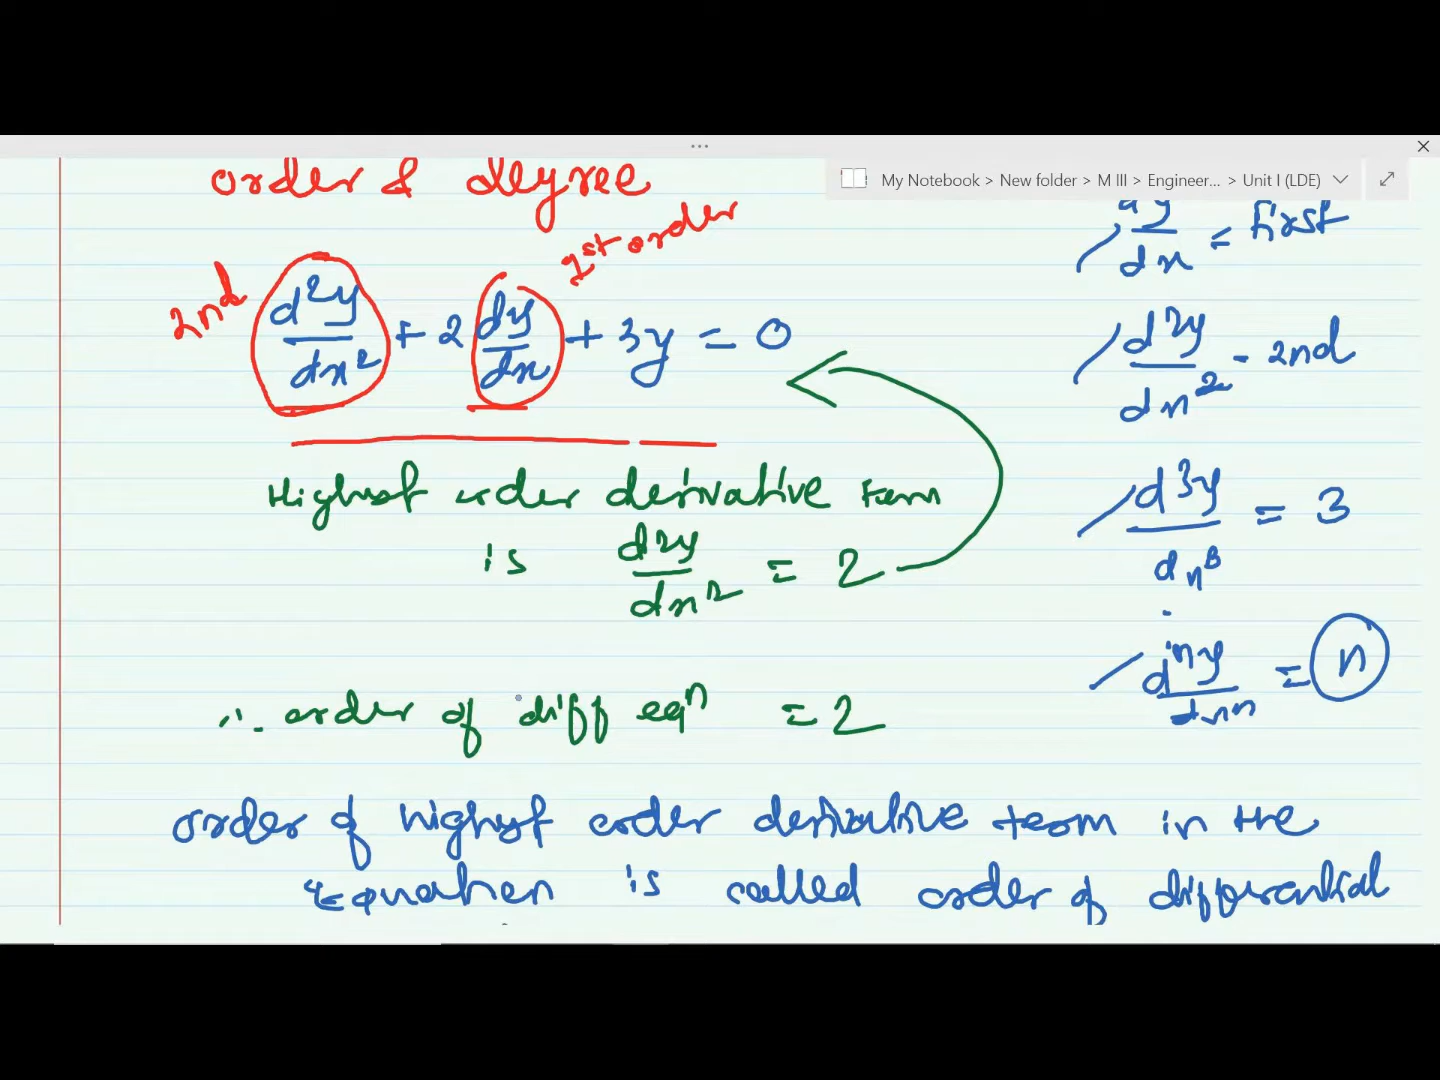 My Notebook > New folder > M III > Engineer... > Unit I (LDE)
order & degree
2nd d²y/dx² + 2 dy/dx + 3y = 0
1st order
Highest order derivative term
is d2y/dx² = 2
∴ order of diff eqⁿ = 2
order of highest order derivative term in the
Equation is called order of differential
dy/dx = First
d²y/dx² - 2nd
d³y/dx³ = 3
dⁿy/dxⁿ = n